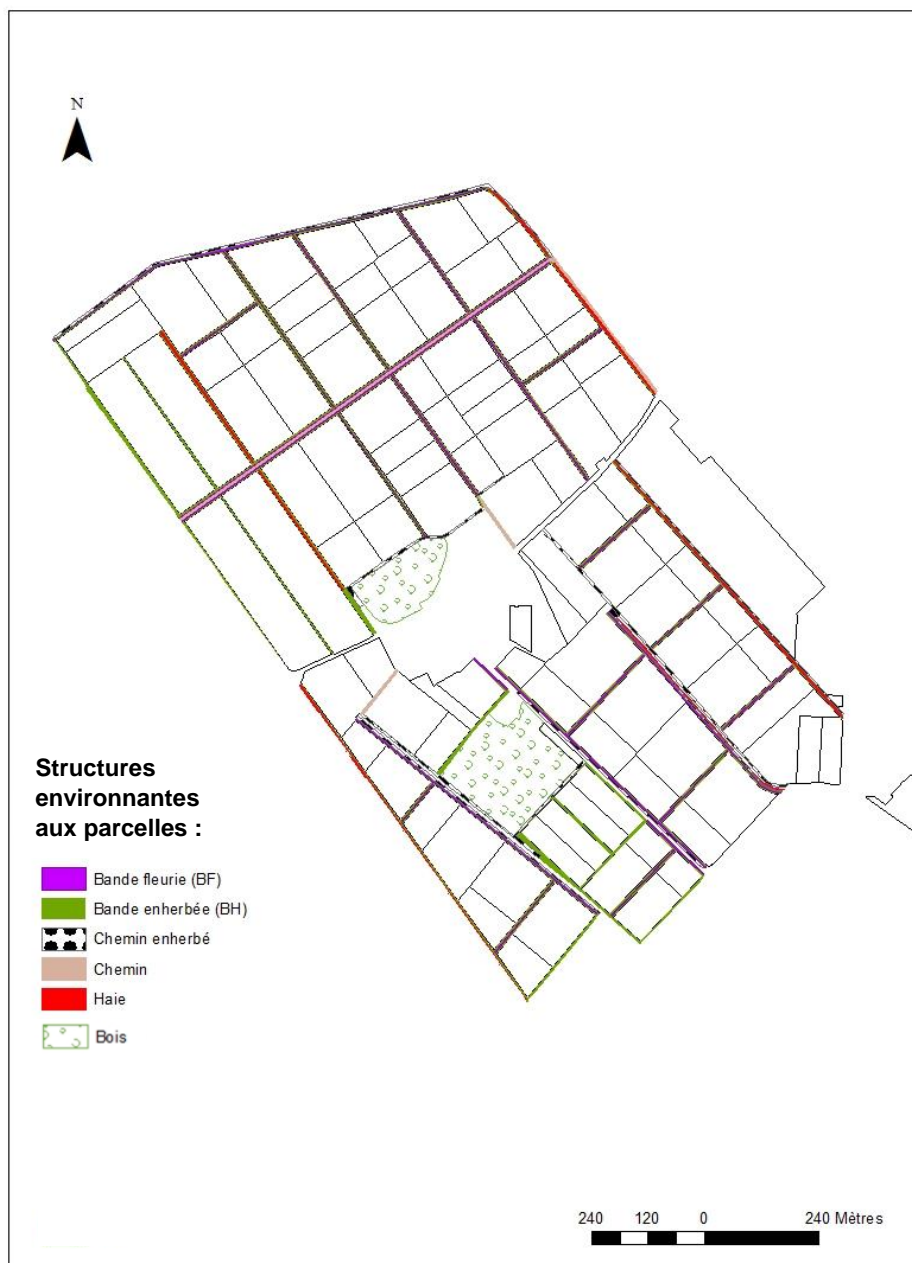 N
Structures
environnantes
aux parcelles :
Bande fleurie (BF)
Bande enherbée (BH)
Chemin enherbé
Chemin
Haie
Bois
240 120 0 240 Mètres